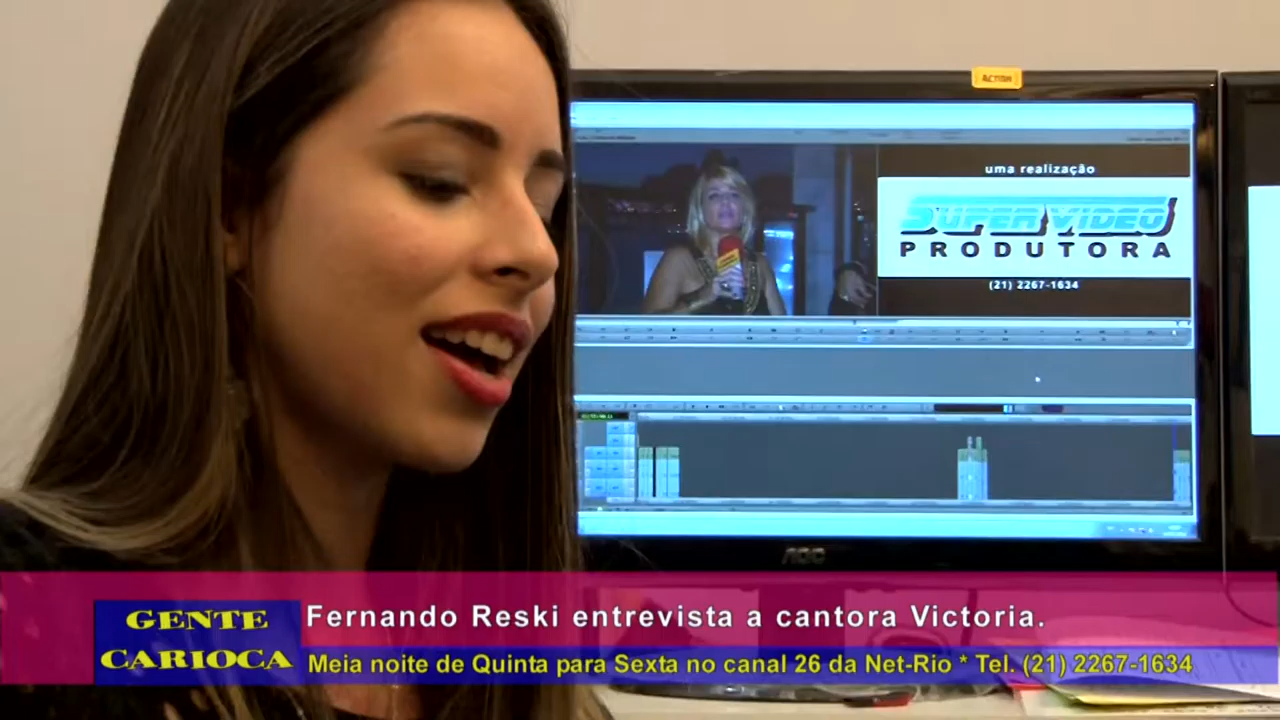 ACTION
uma realização
SUPER VIDEO
PRODUTORA
(21) 2267-1634
AOC
GENTE
CARIOCA
Fernando Reski entrevista a cantora Victoria.
Meia noite de Quinta para Sexta no canal 26 da Net-Rio * Tel. (21) 2267-1634